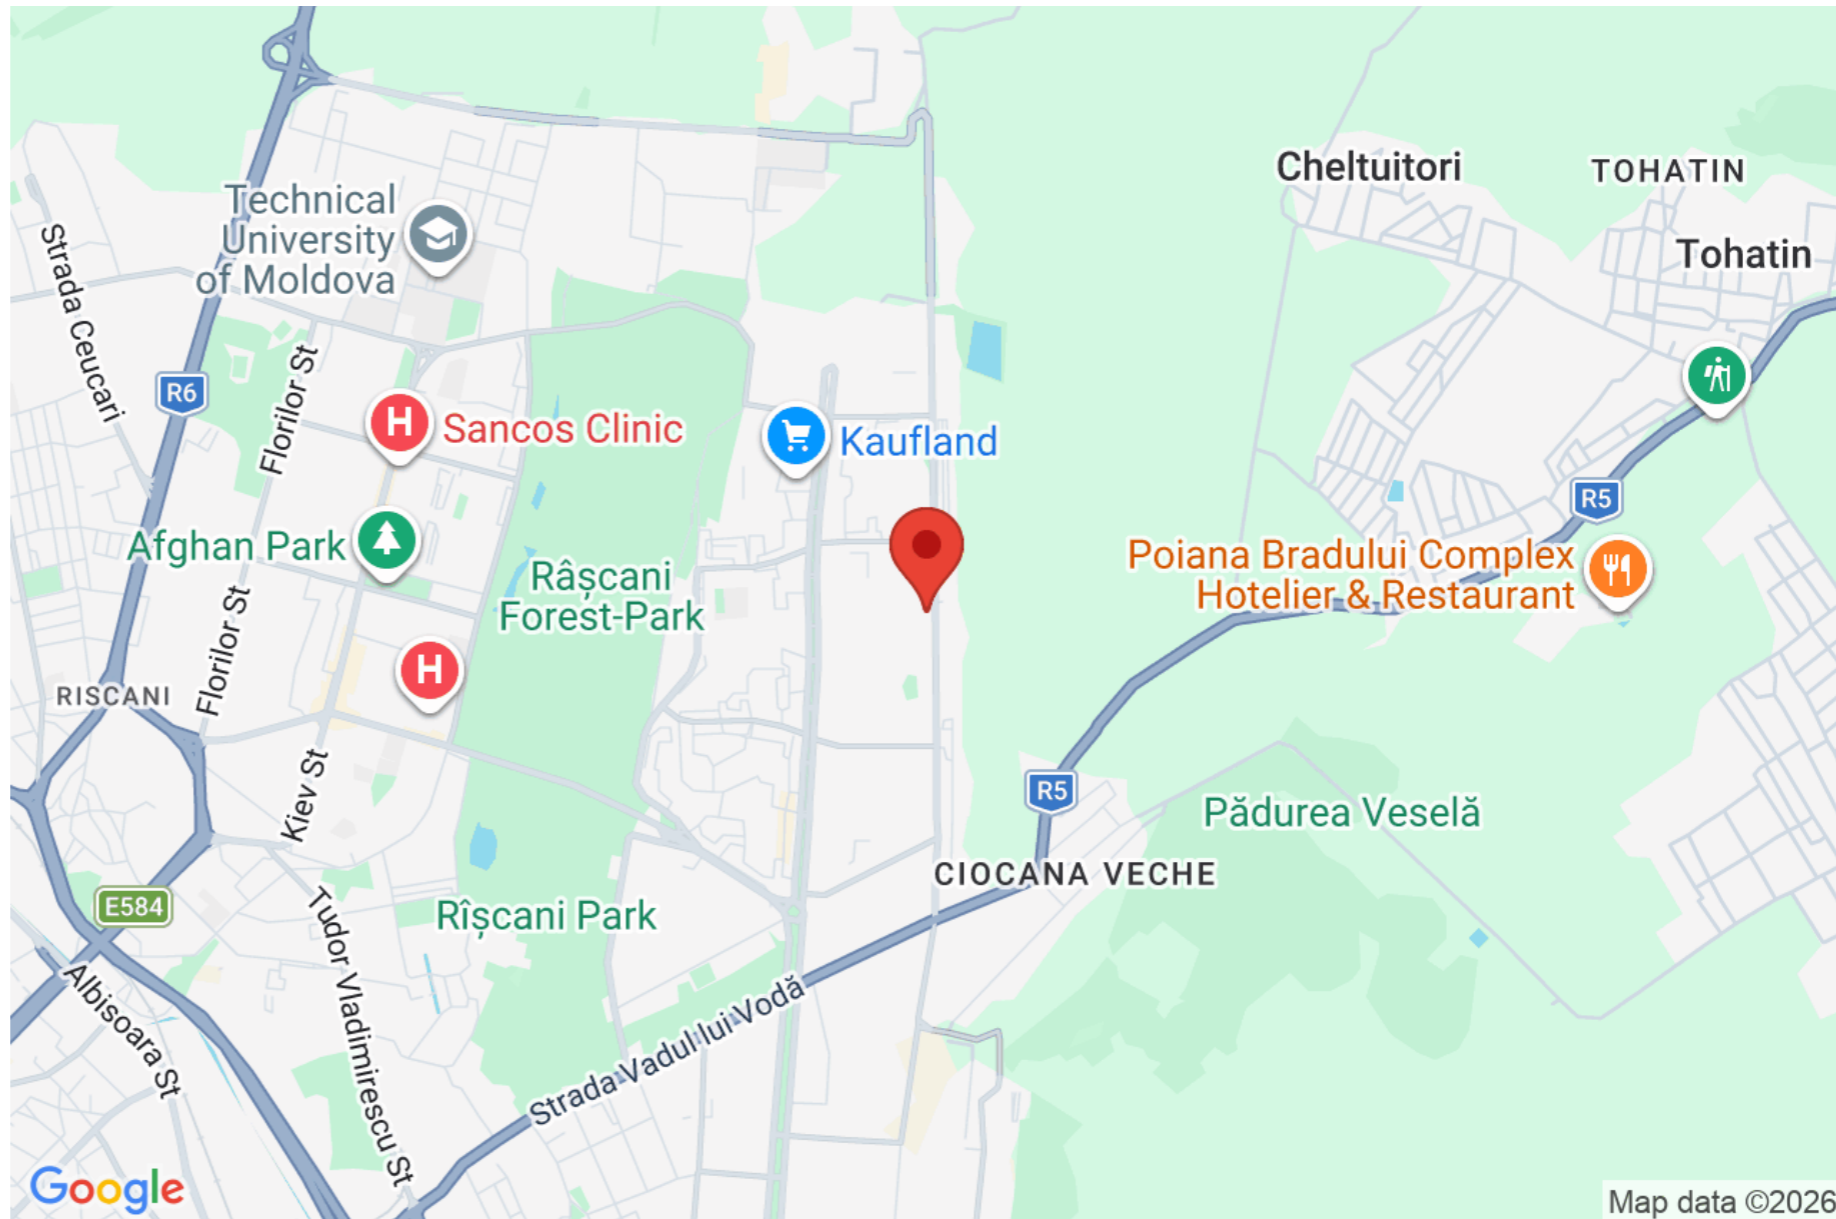 Cheltuitori
TOHATIN
Technical
University
of Moldova
Strada Ceucari
Tohatin
Florilor St
R6
Sancos Clinic
Kaufland
R5
Afghan Park
Râșcani
Forest-Park
Poiana Bradului Complex
Hotelier & Restaurant
H
H
Florilor St
RISCANI
Kiev St
R5
Pădurea Veselă
CIOCANA VECHE
E584
Rîșcani Park
Tudor Vladimirescu St
Albisoara St
Strada Vadul lui Vodă
Google
Map data ©2026